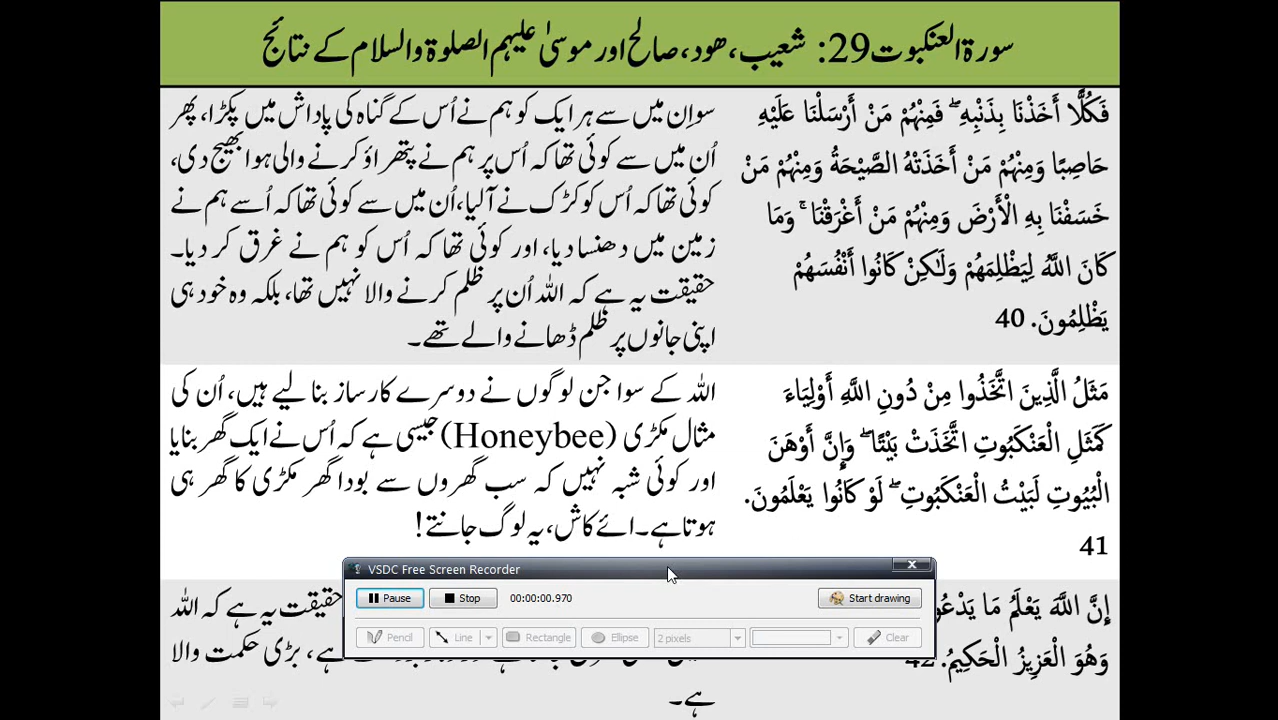 سورۃ العنکبوت 29: شعیب، ھود، صالح اور موسیٰ علیہم الصلوۃ والسلام کے نتائج
فَكُلًّا أَخَذْنَا بِذَنْبِهِ ۖ فَمِنْهُمْ مَنْ أَرْسَلْنَا عَلَيْهِ
حَاصِبًا وَمِنْهُمْ مَنْ أَخَذَتْهُ الصَّيْحَةُ وَمِنْهُمْ مَنْ
خَسَفْنَا بِهِ الْأَرْضَ وَمِنْهُمْ مَنْ أَغْرَقْنَا ۚ وَمَا
كَانَ اللَّهُ لِيَظْلِمَهُمْ وَلَٰكِنْ كَانُوا أَنْفُسَهُمْ
يَظْلِمُونَ. 40
سواِن میں سے ہر ایک کو ہم نے اُس کے گناہ کی پاداش میں پکڑا، پھر
اُن میں سے کوئی تھا کہ اُس پر ہم نے پتھراؤ کرنے والی ہوا بھیج دی،
کوئی تھا کہ اُس کو کڑک نے آلیا، اُن میں سے کوئی تھا کہ اُسے ہم نے
زمین میں دھنسا دیا، اور کوئی تھا کہ اُس کو ہم نے غرق کر دیا۔
حقیقت یہ ہے کہ اللہ اُن پر ظلم کرنے والا نہیں تھا، بلکہ وہ خود ہی
اپنی جانوں پر ظلم ڈھانے والے تھے۔
مَثَلُ الَّذِينَ اتَّخَذُوا مِنْ دُونِ اللَّهِ أَوْلِيَاءَ
كَمَثَلِ الْعَنْكَبُوتِ اتَّخَذَتْ بَيْتًا ۖ وَإِنَّ أَوْهَنَ
الْبُيُوتِ لَبَيْتُ الْعَنْكَبُوتِ ۖ لَوْ كَانُوا يَعْلَمُونَ.
41
اللہ کے سوا جن لوگوں نے دوسرے کارساز بنا لیے ہیں، اُن کی
مثال مکڑی (Honeybee) جیسی ہے کہ اُس نے ایک گھر بنایا
اور کوئی شبہ نہیں کہ سب گھروں سے بودا گھر مکڑی کا گھر ہی
ہوتا ہے۔ ائے کاش، یہ لوگ جانتے!
إِنَّ اللَّهَ يَعْلَمُ مَا
وَهُوَ الْعَزِيزُ الْحَكِيمُ.
حقیقت یہ ہے کہ اللہ
ہے، بڑی حکمت والا
ہے۔
VSDC Free Screen Recorder
Pause Stop 00:00:00.970 Start drawing
Pencil Line Rectangle Ellipse 2 pixels Clear